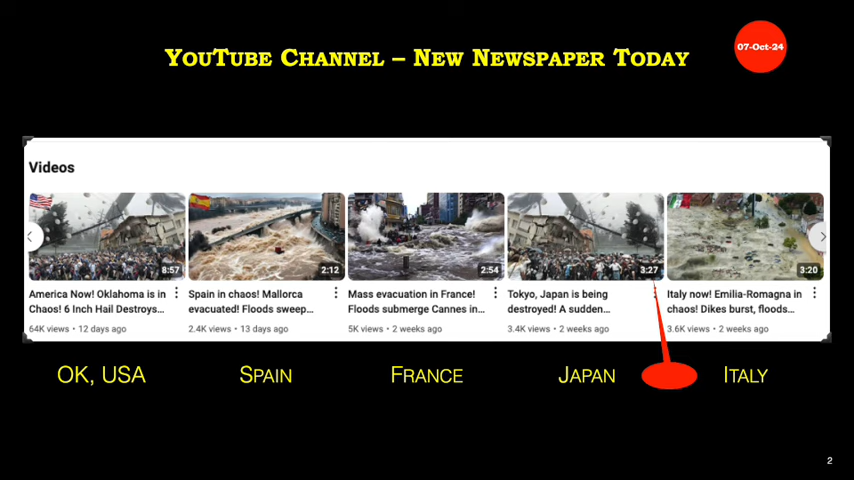 YouTube Channel – New Newspaper Today
07-Oct-24
Videos
8:57
2:12
2:54
3:27
3:20
America Now! Oklahoma is in
Chaos! 6 Inch Hail Destroys...
64K views • 12 days ago
Spain in chaos! Mallorca
evacuated! Floods sweep...
2.4K views • 13 days ago
Mass evacuation in France!
Floods submerge Cannes in...
5K views • 2 weeks ago
Tokyo, Japan is being
destroyed! A sudden...
3.4K views • 2 weeks ago
Italy now! Emilia-Romagna in
chaos! Dikes burst, floods...
3.6K views • 2 weeks ago
OK, USA
Spain
France
Japan
Italy
2